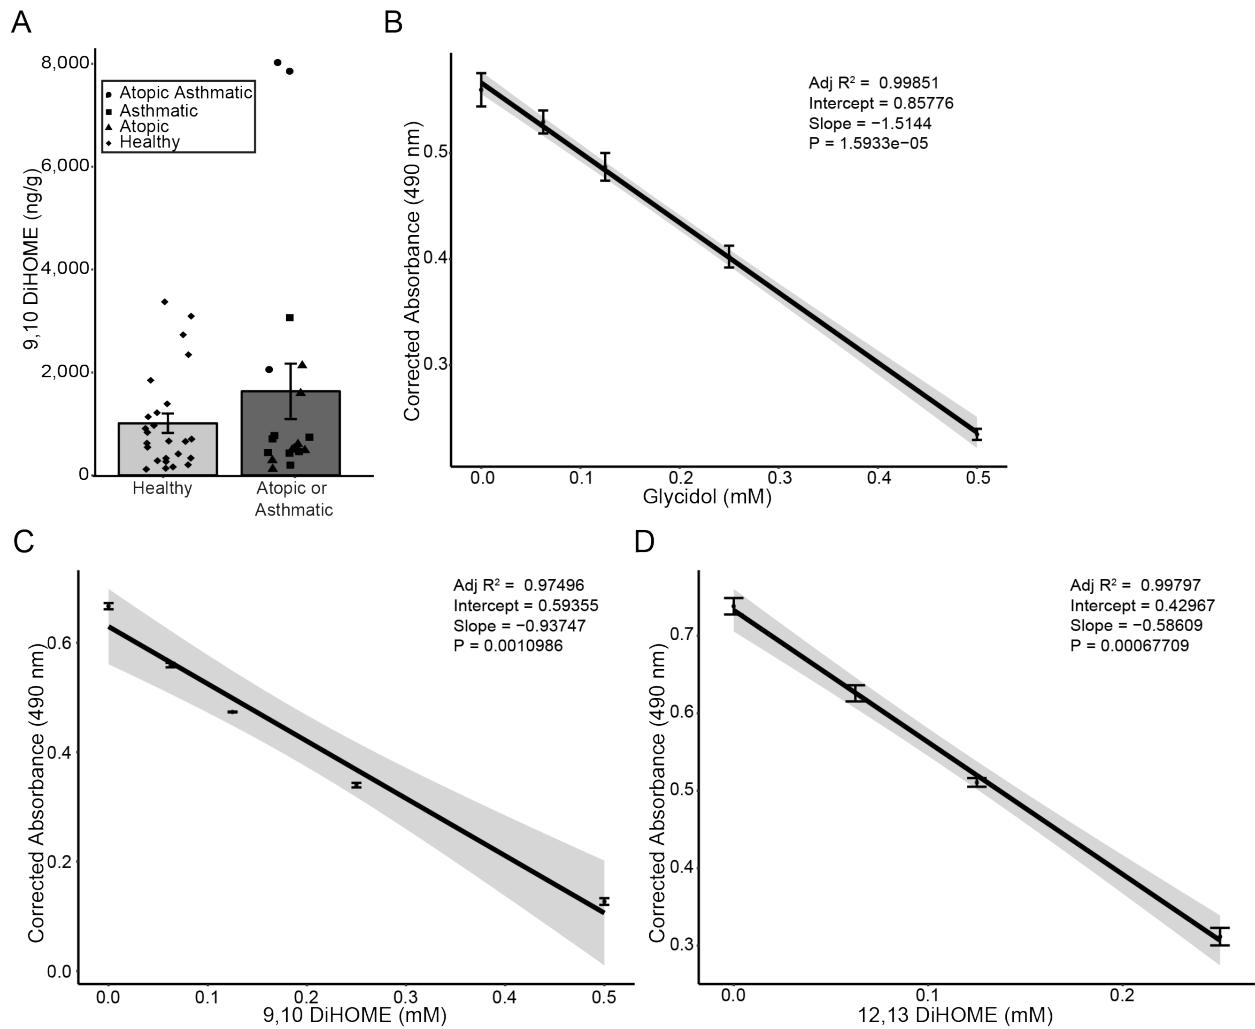 A
8,000
6,000
4,000
2,000
0
9,10 DiHOME (ng/g)
Atopic Asthmatic
Asthmatic
Atopic
Healthy
Healthy
Atopic or
Asthmatic
B
Adj R² = 0.99851
Intercept = 0.85776
Slope = −1.5144
P = 1.5933e−05
0.5
0.4
0.3
Corrected Absorbance (490 nm)
0.0 0.1 0.2 0.3 0.4 0.5
Glycidol (mM)
C
Adj R² = 0.97496
Intercept = 0.59355
Slope = −0.93747
P = 0.0010986
0.6
0.4
0.2
0.0
Corrected Absorbance (490 nm)
0.0 0.1 0.2 0.3 0.4 0.5
9,10 DiHOME (mM)
D
Adj R² = 0.99797
Intercept = 0.42967
Slope = −0.58609
P = 0.00067709
0.7
0.6
0.5
0.4
0.3
Corrected Absorbance (490 nm)
0.0 0.1 0.2
12,13 DiHOME (mM)